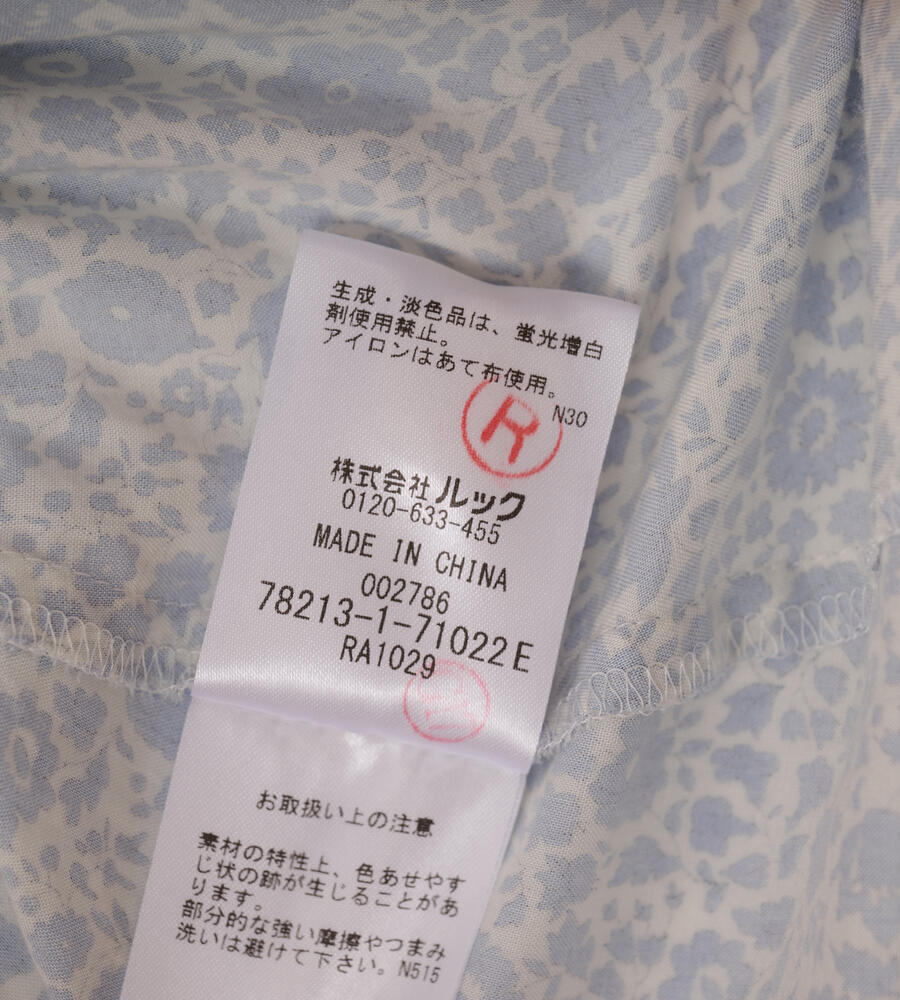 生成・淡色品は、蛍光増白
剤使用禁止。
アイロンはあて布使用。
N30
R
株式会社ルック
0120-633-455
MADE IN CHINA
002786
78213-1-71022E
RA1029
お取扱い上の注意
素材の特性上、色あせやす
じ状の跡が生じることがあ
ります。
部分的な強い摩擦やつまみ
洗いは避けて下さい。N515